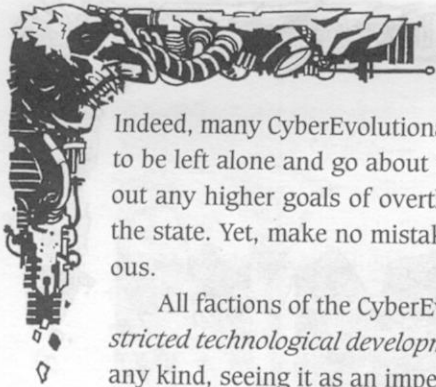 Indeed, many CyberEvolutiona
to be left alone and go about
out any higher goals of overt
the state. Yet, make no mistak
ous.
All factions of the CyberEv
stricted technological developm
any kind, seeing it as an impe